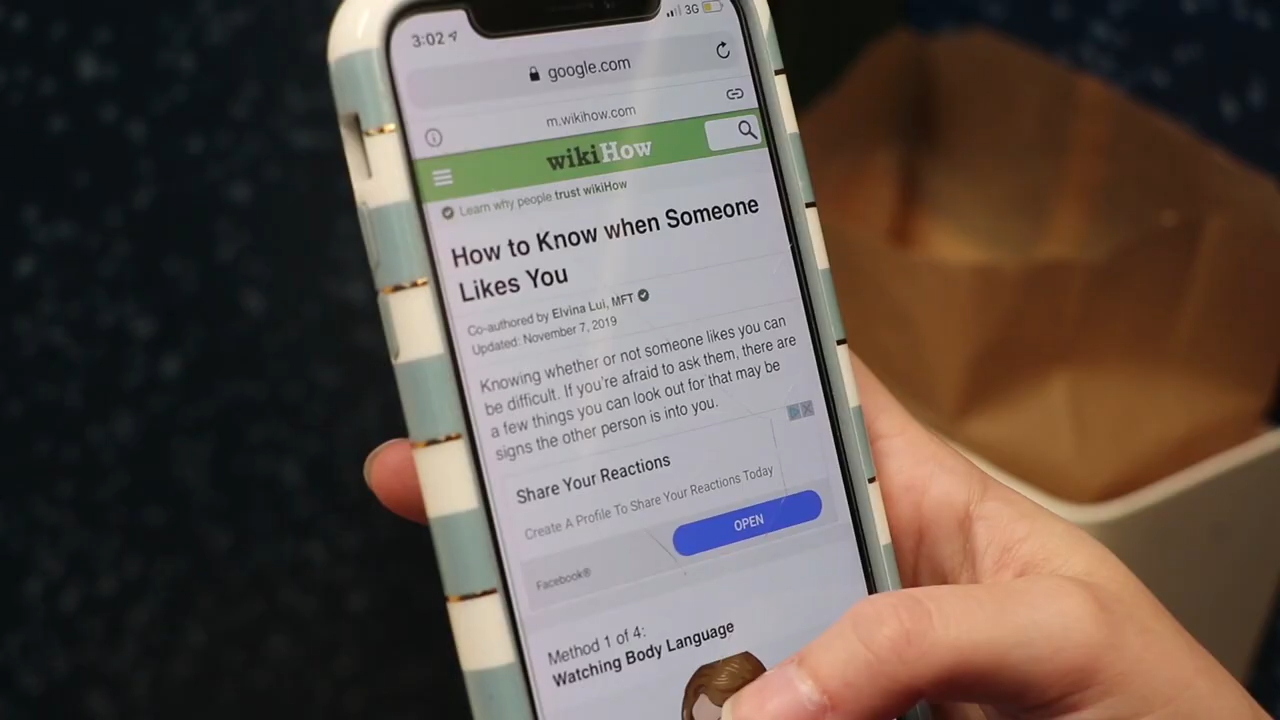 3:02
3G
google.com
m.wikihow.com
wikiHow
Learn why people trust wikiHow
How to Know when Someone
Likes You
Co-authored by Elvina Lui, MFT
Updated: November 7, 2019
Knowing whether or not someone likes you can
be difficult. If you're afraid to ask them, there are
a few things you can look out for that may be
signs the other person is into you.
Share Your Reactions
Create A Profile To Share Your Reactions Today
OPEN
Facebook®
Method 1 of 4:
Watching Body Language